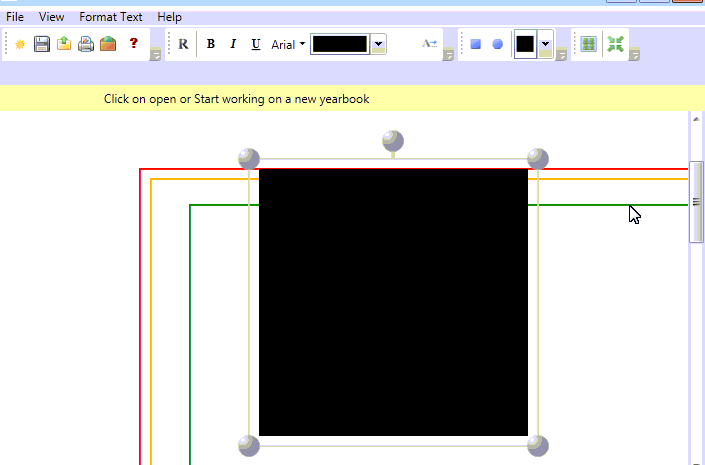 File View Format Text Help
R B I U Arial A ?
Click on open or Start working on a new yearbook